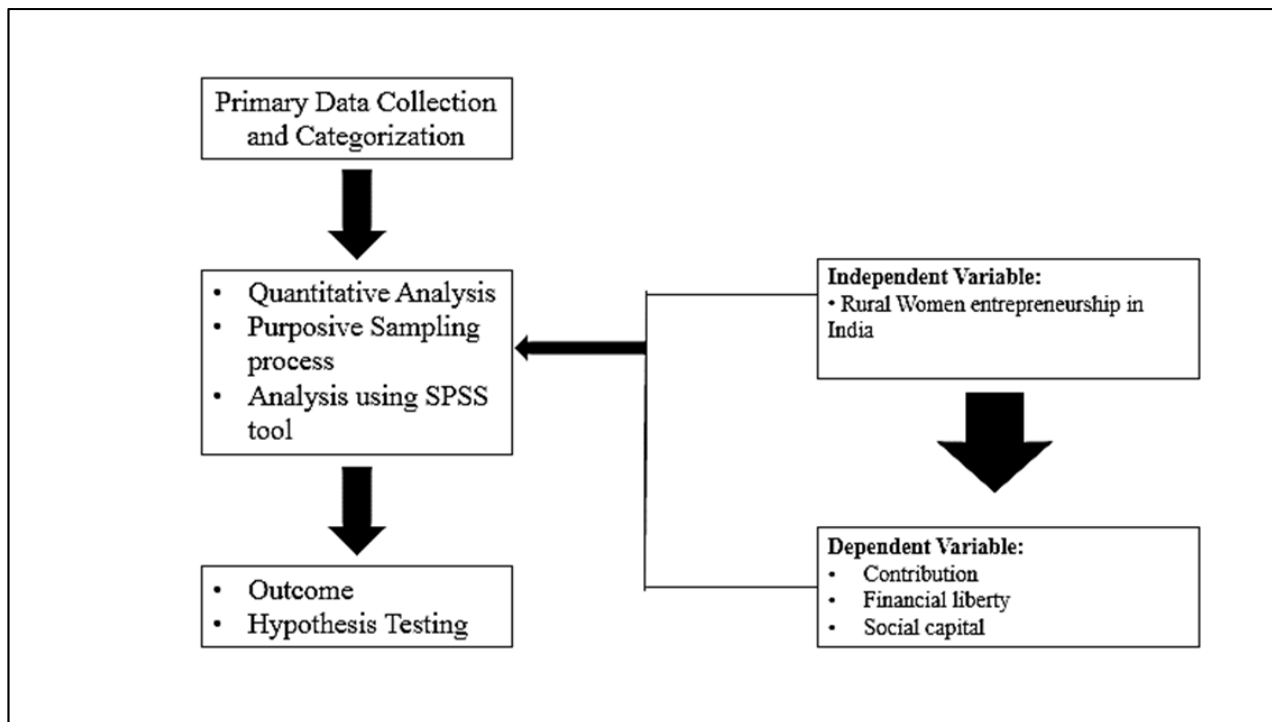 Primary Data Collection
and Categorization
• Quantitative Analysis
• Purposive Sampling
process
• Analysis using SPSS
tool
• Outcome
• Hypothesis Testing
Independent Variable:
• Rural Women entrepreneurship in
India
Dependent Variable:
• Contribution
• Financial liberty
• Social capital